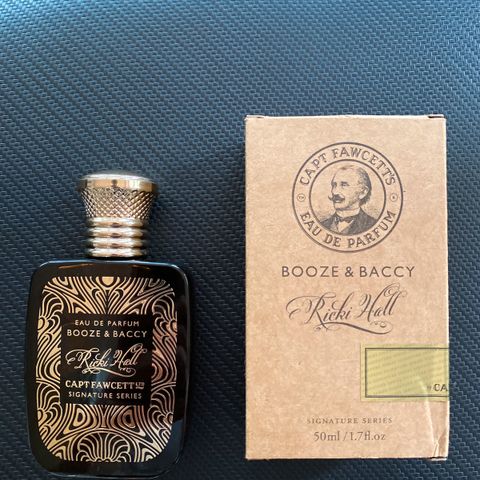 EAU DE PARFUM
BOOZE & BACCY
Ricki Hall
CAPT FAWCETT LTD
SIGNATURE SERIES
CAPT FAWCETT'S
EAU DE PARFUM
BOOZE & BACCY
Ricki Hall
SIGNATURE SERIES
50ml / 1.7fl.oz